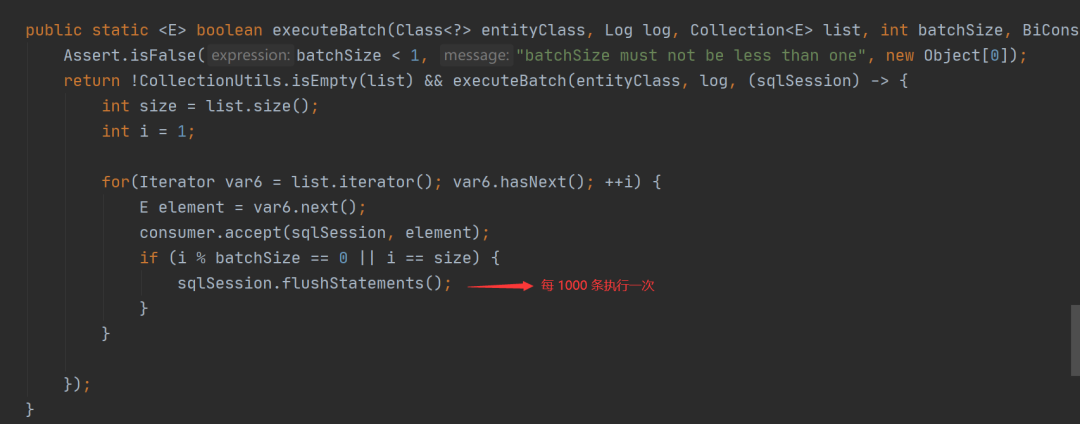 public static <E> boolean executeBatch(Class<?> entityClass, Log log, Collection<E> list, int batchSize, BiCons
Assert.isFalse( expression: batchSize < 1, message: "batchSize must not be less than one", new Object[0]);
return !CollectionUtils.isEmpty(list) && executeBatch(entityClass, log, (sqlSession) -> {
int size = list.size();
int i = 1;
for(Iterator var6 = list.iterator(); var6.hasNext(); ++i) {
E element = var6.next();
consumer.accept(sqlSession, element);
if (i % batchSize == 0 || i == size) {
sqlSession.flushStatements(); 每 1000 条执行一次
}
}
});
}